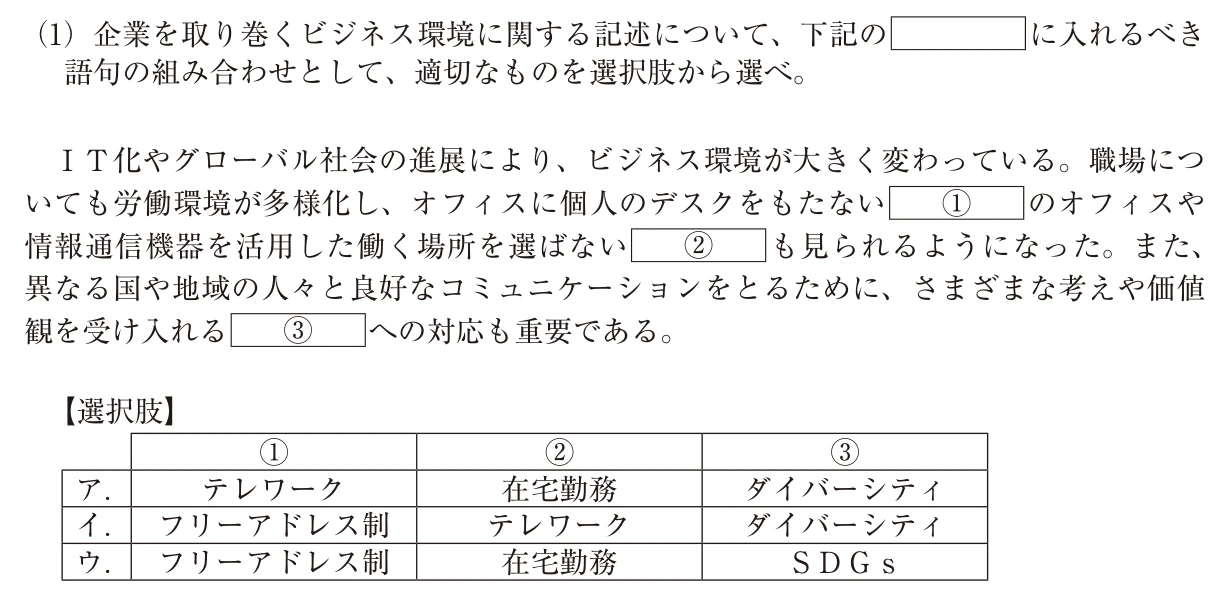 (1) 企業を取り巻くビジネス環境に関する記述について、下記の　　　　に入れるべき
語句の組み合わせとして、適切なものを選択肢から選べ。
ＩＴ化やグローバル社会の進展により、ビジネス環境が大きく変わっている。職場につ
いても労働環境が多様化し、オフィスに個人のデスクをもたない ① のオフィスや
情報通信機器を活用した働く場所を選ばない ② も見られるようになった。また、
異なる国や地域の人々と良好なコミュニケーションをとるために、さまざまな考えや価値
観を受け入れる ③ への対応も重要である。
【選択肢】
① ② ③
ア. テレワーク 在宅勤務 ダイバーシティ
イ. フリーアドレス制 テレワーク ダイバーシティ
ウ. フリーアドレス制 在宅勤務 ＳＤＧｓ